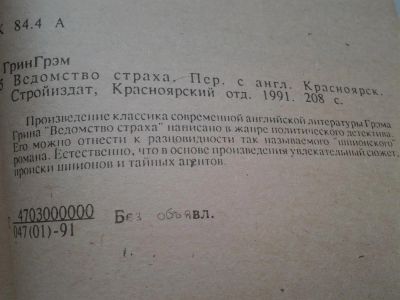 К 84.4 А
ГринГрэм
Ведомство страха. Пер. с англ. Красноярск.
Стройиздат, Красноярский отд. 1991. 208 с.
Произведение классика современной английской литературы Грэма
Грина "Ведомство страха" написано в жанре политического детектива.
Его можно отнести к разцовидности так называемого "шпионского"
романа. Естественно, что в основе произведения увлекательный сюжет,
происки шпионов и тайных агентов.
4703000000
047(01)-91
Без объявл.